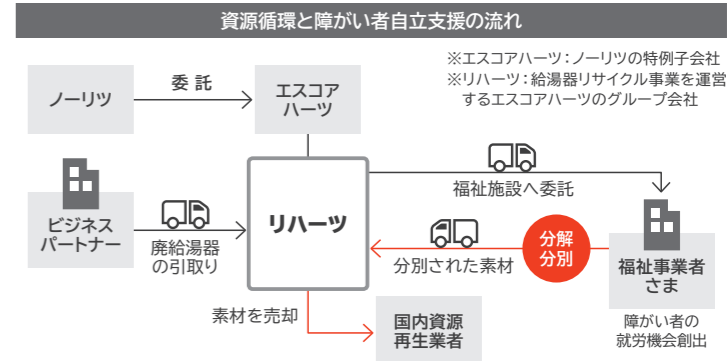 資源循環と障がい者自立支援の流れ
※エスコアハーツ：ノーリツの特例子会社
※リハーツ：給湯器リサイクル事業を運営
するエスコアハーツのグループ会社
ノーリツ
委託
エスコア
ハーツ
ビジネス
パートナー
廃給湯器
の引取り
リハーツ
福祉施設へ委託
分別された素材
分解
分別
福祉事業者
さま
障がい者の
就労機会創出
素材を売却
国内資源
再生業者